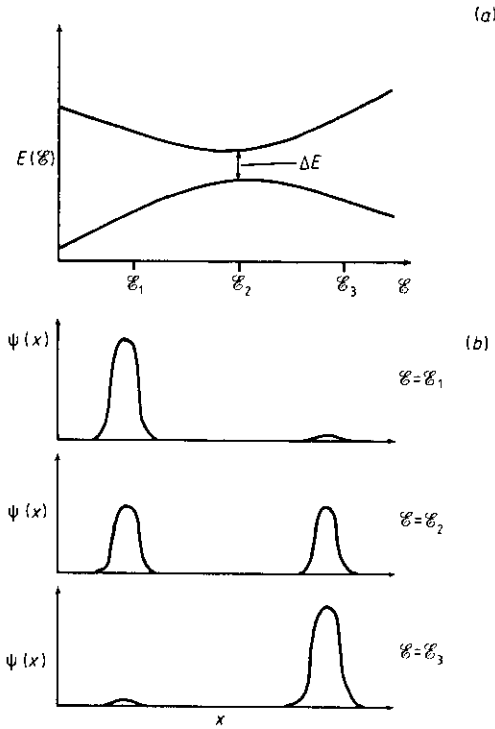 (a)
E(ℰ)
ΔE
ℰ₁ ℰ₂ ℰ₃ ℰ
ψ(x) (b)
ℰ=ℰ₁
ψ(x)
ℰ=ℰ₂
ψ(x)
ℰ=ℰ₃
x